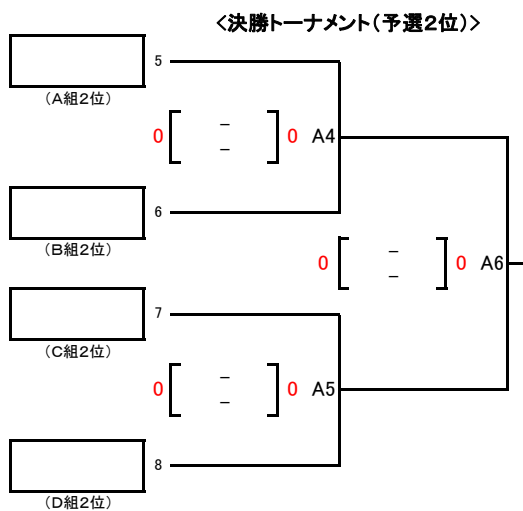 <決勝トーナメント(予選2位)>
5
(A組2位)
0 [ － ] 0 A4
－
6
(B組2位)
0 [ － ] 0 A6
－
7
(C組2位)
0 [ － ] 0 A5
－
8
(D組2位)